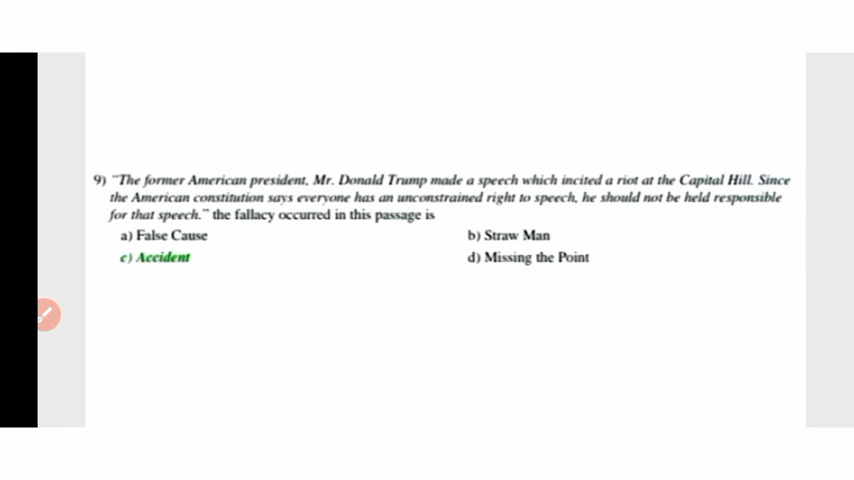 9) "The former American president, Mr. Donald Trump made a speech which incited a riot at the Capital Hill. Since
the American constitution says everyone has an unconstrained right to speech, he should not be held responsible
for that speech." the fallacy occurred in this passage is
a) False Cause
b) Straw Man
c) Accident
d) Missing the Point